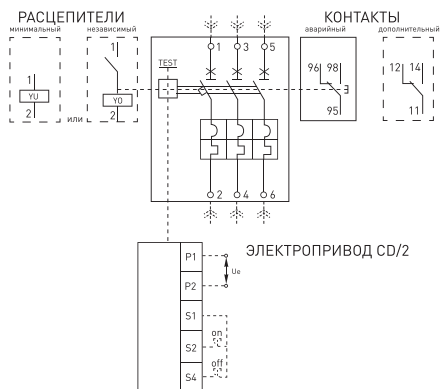 РАСЦЕПИТЕЛИ
минимальный
независимый
КОНТАКТЫ
аварийный
дополнительный
1 3 5
TEST
1
YU
2
или
1
YO
2
96 98
95
12 14
11
2 4 6
ЭЛЕКТРОПРИВОД CD/2
P1
Ue
P2
S1
on
S2
off
S4